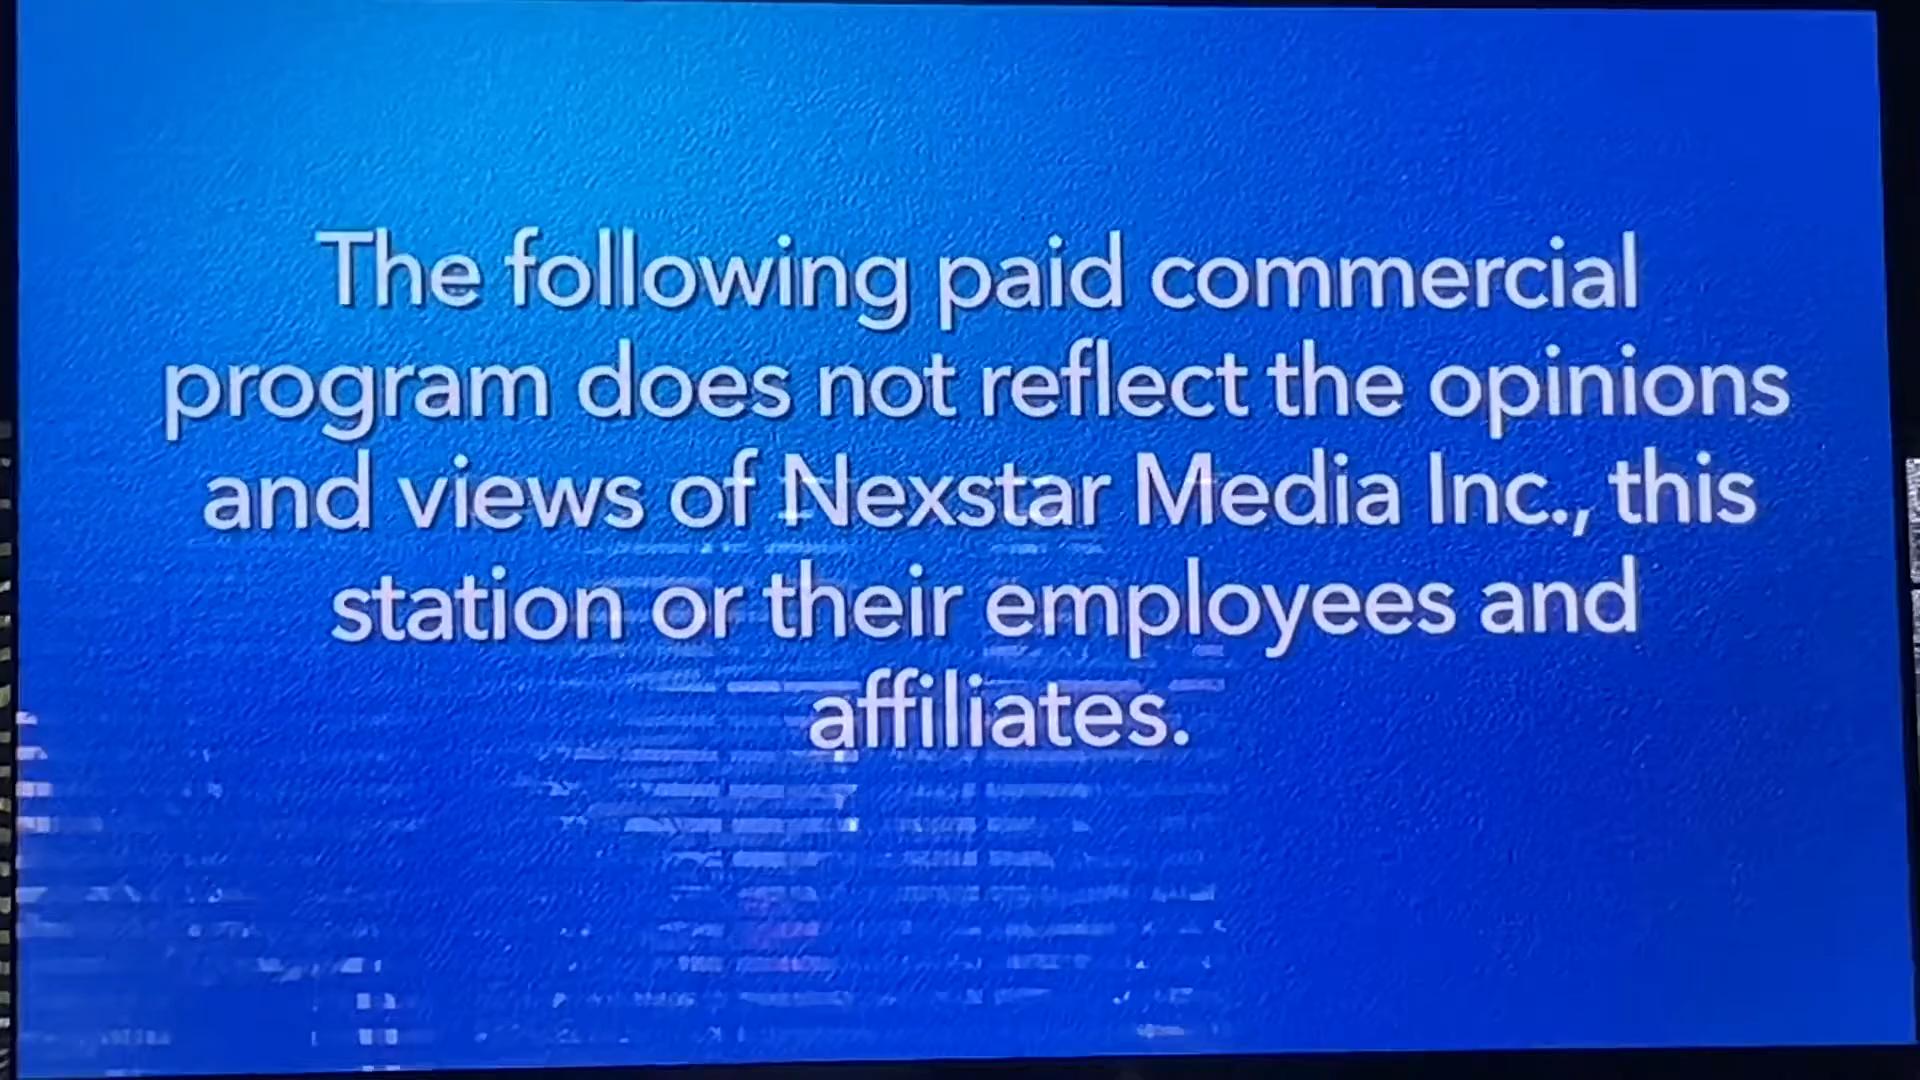 The following paid commercial
program does not reflect the opinions
and views of Nexstar Media Inc., this
station or their employees and
affiliates.